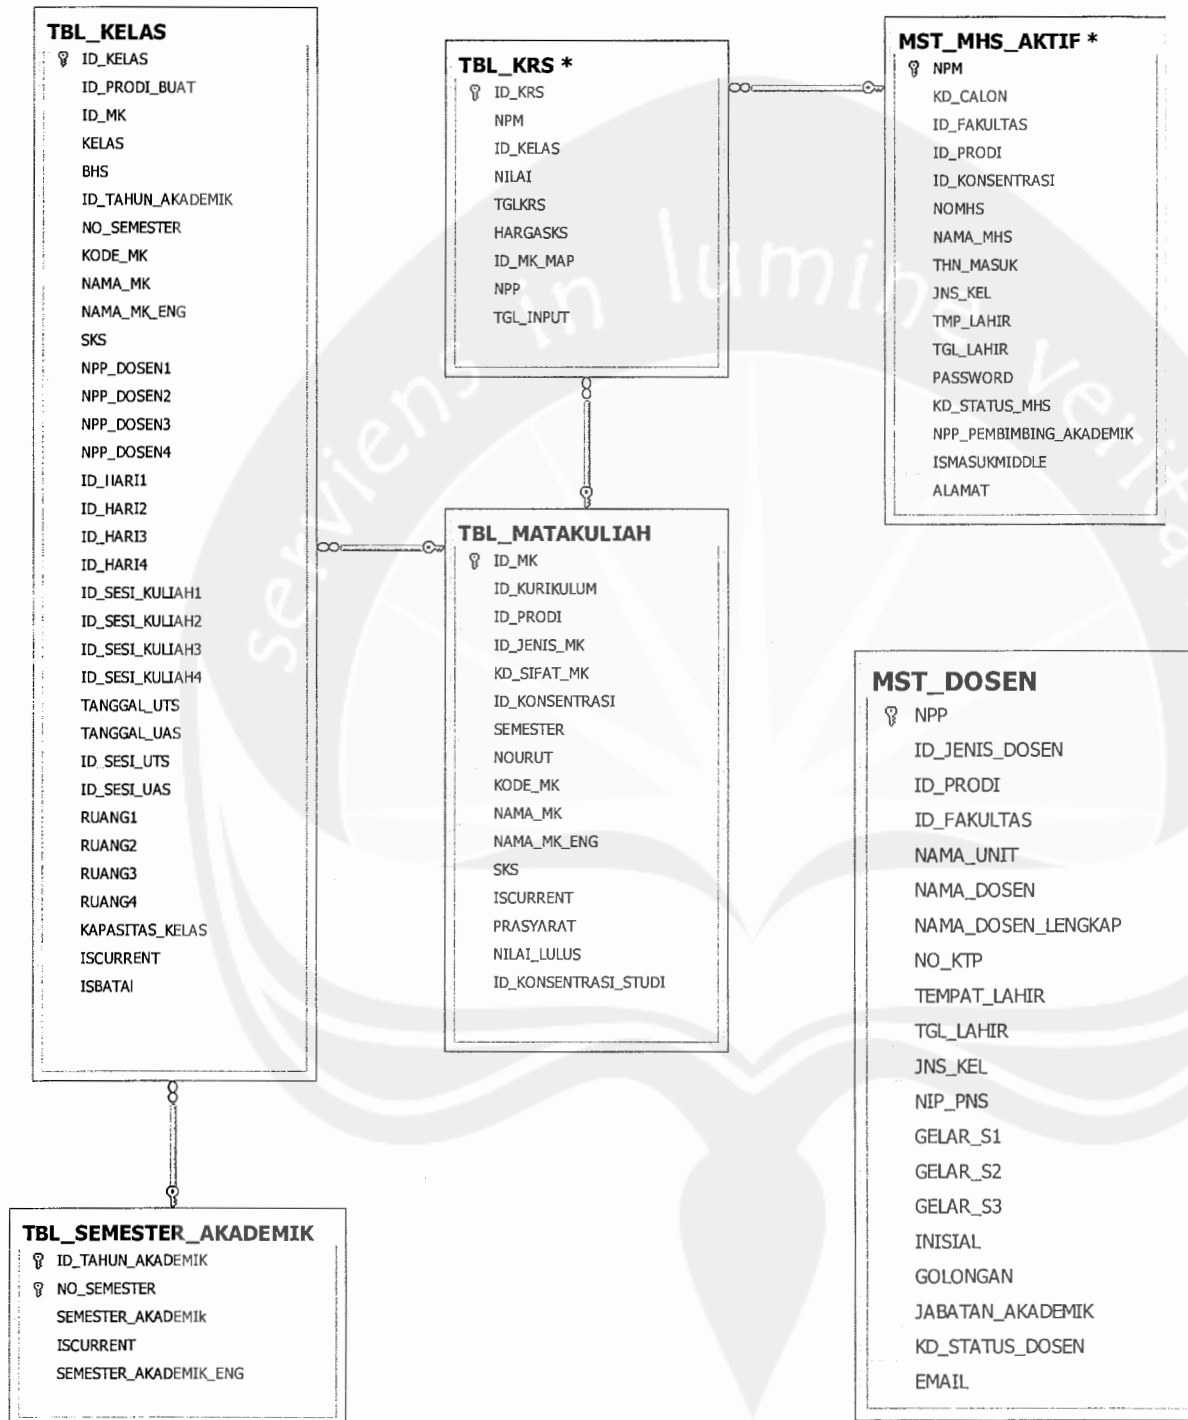 TBL_KELAS
ID_KELAS
ID_PRODI_BUAT
ID_MK
KELAS
BHS
ID_TAHUN_AKADEMIK
NO_SEMESTER
KODE_MK
NAMA_MK
NAMA_MK_ENG
SKS
NPP_DOSEN1
NPP_DOSEN2
NPP_DOSEN3
NPP_DOSEN4
ID_HARI1
ID_HARI2
ID_HARI3
ID_HARI4
ID_SESI_KULIAH1
ID_SESI_KULIAH2
ID_SESI_KULIAH3
ID_SESI_KULIAH4
TANGGAL_UTS
TANGGAL_UAS
ID_SESI_UTS
ID_SESI_UAS
RUANG1
RUANG2
RUANG3
RUANG4
KAPASITAS_KELAS
ISCURRENT
ISBATAl
TBL_KRS *
ID_KRS
NPM
ID_KELAS
NILAI
TGLKRS
HARGASKS
ID_MK_MAP
NPP
TGL_INPUT
MST_MHS_AKTIF *
NPM
KD_CALON
ID_FAKULTAS
ID_PRODI
ID_KONSENTRASI
NOMHS
NAMA_MHS
THN_MASUK
JNS_KEL
TMP_LAHIR
TGL_LAHIR
PASSWORD
KD_STATUS_MHS
NPP_PEMBIMBING_AKADEMIK
ISMASUKMIDDLE
ALAMAT
TBL_MATAKULIAH
ID_MK
ID_KURIKULUM
ID_PRODI
ID_JENIS_MK
KD_SIFAT_MK
ID_KONSENTRASI
SEMESTER
NOURUT
KODE_MK
NAMA_MK
NAMA_MK_ENG
SKS
ISCURRENT
PRASYARAT
NILAI_LULUS
ID_KONSENTRASI_STUDI
MST_DOSEN
NPP
ID_JENIS_DOSEN
ID_PRODI
ID_FAKULTAS
NAMA_UNIT
NAMA_DOSEN
NAMA_DOSEN_LENGKAP
NO_KTP
TEMPAT_LAHIR
TGL_LAHIR
JNS_KEL
NIP_PNS
GELAR_S1
GELAR_S2
GELAR_S3
INISIAL
GOLONGAN
JABATAN_AKADEMIK
KD_STATUS_DOSEN
EMAIL
TBL_SEMESTER_AKADEMIK
ID_TAHUN_AKADEMIK
NO_SEMESTER
SEMESTER_AKADEMIk
ISCURRENT
SEMESTER_AKADEMIK_ENG
serviens in lumine verita